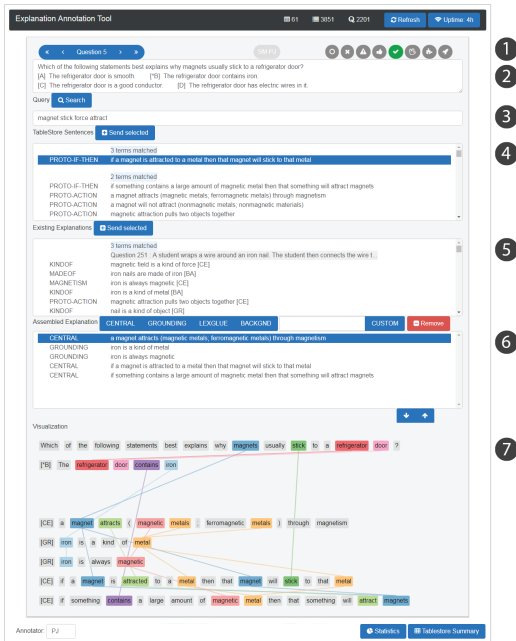 Explanation Annotation Tool
61 3851 Q 2201 Refresh Uptime: 4h
« ‹ Question 5 › »
1
Which of the following statements best explains why magnets usually stick to a refrigerator door?
[A] The refrigerator door is smooth. [*B] The refrigerator door contains iron.
[C] The refrigerator door is a good conductor. [D] The refrigerator door has electric wires in it.
2
Query Search
magnet stick force attract
3
TableStore Sentences Send selected
4
3 terms matched
PROTO-IF-THEN if a magnet is attracted to a metal then that magnet will stick to that metal
2 terms matched
PROTO-IF-THEN if something contains a large amount of magnetic metal then that something will attract magnets
PROTO-ACTION a magnet attracts (magnetic metals; ferromagnetic metals) through magnetism
PROTO-ACTION a magnet will not attract (nonmagnetic metals; nonmagnetic materials)
PROTO-ACTION magnetic attraction pulls two objects together
Existing Explanations Send selected
5
3 terms matched
Question 251 : A student wraps a wire around an iron nail. The student then connects the wire t...
KINDOF magnetic field is a kind of force [CE]
MADEOF iron nails are made of iron [BA]
MAGNETISM iron is always magnetic [CE]
KINDOF iron is a kind of metal [BA]
PROTO-ACTION magnetic attraction pulls two objects together [CE]
KINDOF nail is a kind of object [GR]
Assembled Explanation CENTRAL GROUNDING LEXGLUE BACKGND CUSTOM Remove
6
CENTRAL a magnet attracts (magnetic metals; ferromagnetic metals) through magnetism
GROUNDING iron is a kind of metal
GROUNDING iron is always magnetic
CENTRAL if a magnet is attracted to a metal then that magnet will stick to that metal
CENTRAL if something contains a large amount of magnetic metal then that something will attract magnets
Visualization
7
Which of the following statements best explains why magnets usually stick to a refrigerator door ?
[*B] The refrigerator door contains iron
[CE] a magnet attracts ( magnetic metals ; ferromagnetic metals ) through magnetism
[GR] iron is a kind of metal
[GR] iron is always magnetic
[CE] if a magnet is attracted to a metal then that magnet will stick to that metal
[CE] if something contains a large amount of magnetic metal then that something will attract magnets
Annotator: PJ Statistics Tablestore Summary